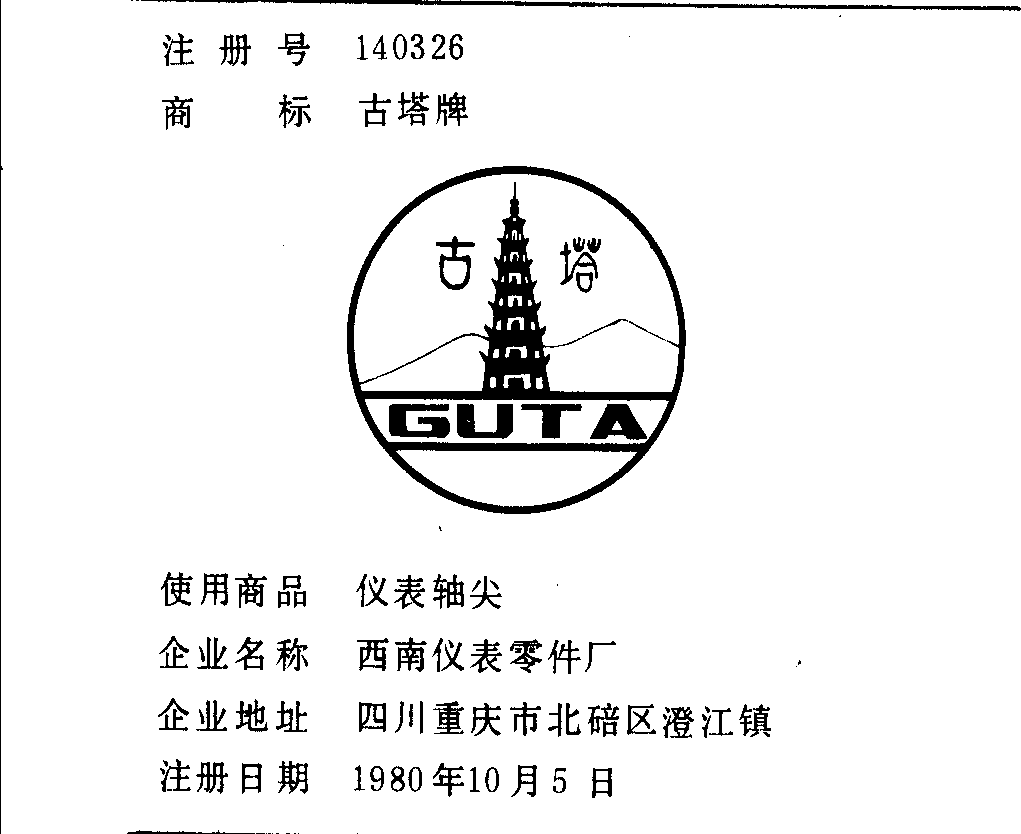 注册号 140326
商标 古塔牌
古塔
GUTA
使用商品 仪表轴尖
企业名称 西南仪表零件厂
企业地址 四川重庆市北碚区澄江镇
注册日期 1980年10月5日